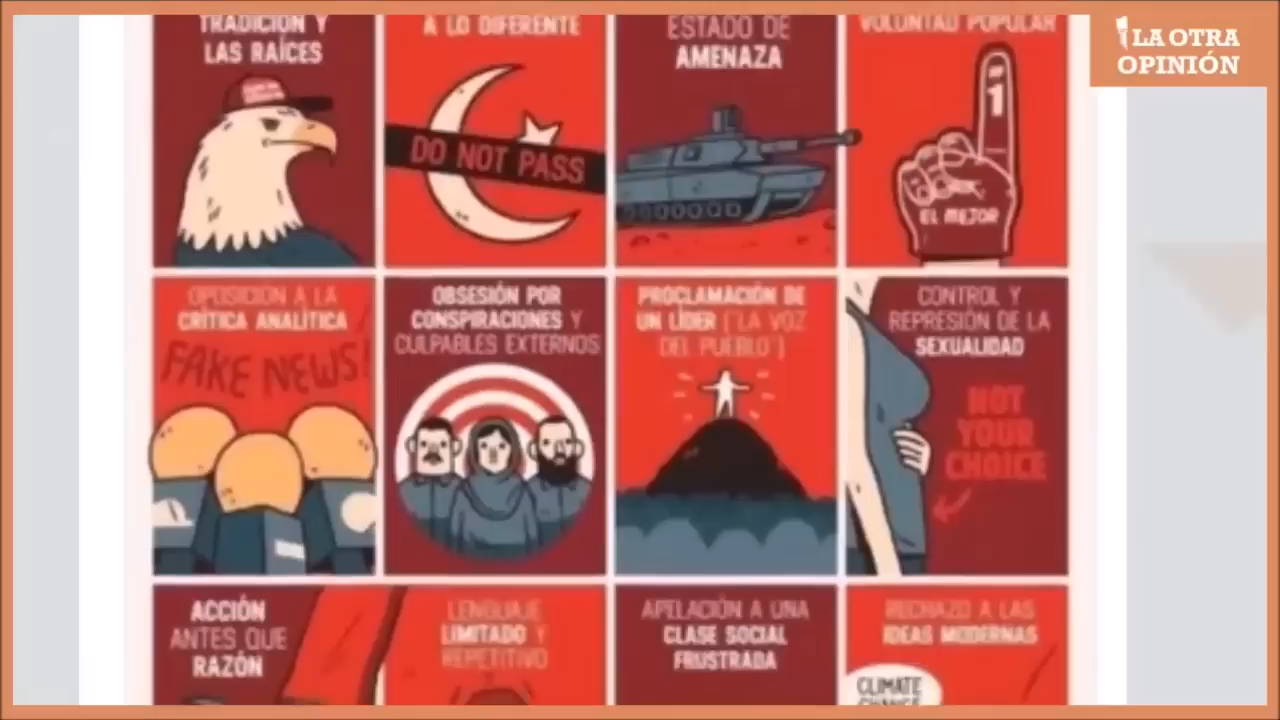 TRADICIÓN Y
LAS RAÍCES
A LO DIFERENTE
DO NOT PASS
ESTADO DE
AMENAZA
VOLUNTAD POPULAR
1
EL MEJOR
LA OTRA
OPINIÓN
OPOSICIÓN A LA
CRÍTICA ANALÍTICA
FAKE NEWS!
OBSESIÓN POR
CONSPIRACIONES Y
CULPABLES EXTERNOS
PROCLAMACIÓN DE
UN LÍDER ("LA VOZ
DEL PUEBLO")
CONTROL Y
REPRESIÓN DE LA
SEXUALIDAD
NOT
YOUR
CHOICE
ACCIÓN
ANTES QUE
RAZÓN
LENGUAJE
LIMITADO Y
REPETITIVO
APELACIÓN A UNA
CLASE SOCIAL
FRUSTRADA
RECHAZO A LAS
IDEAS MODERNAS
CLIMATE
CHANGE